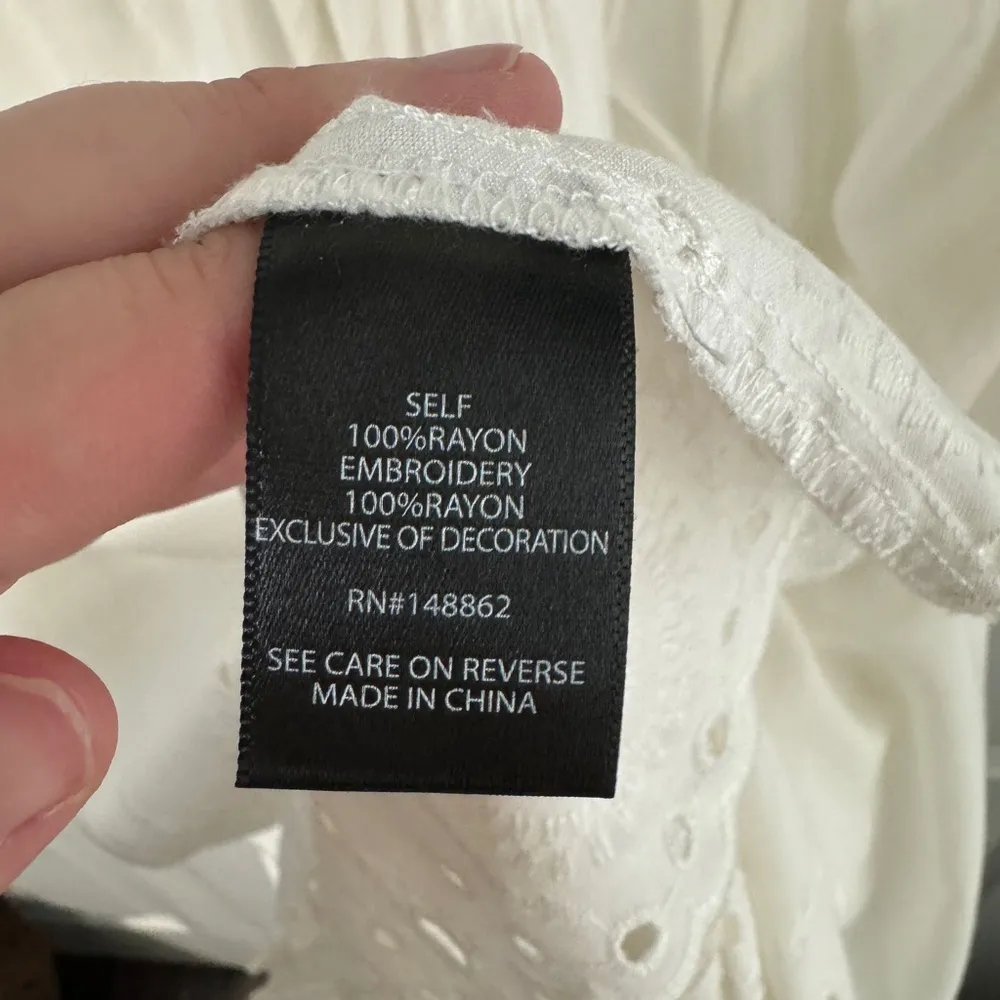 SELF
100%RAYON
EMBROIDERY
100%RAYON
EXCLUSIVE OF DECORATION
RN#148862
SEE CARE ON REVERSE
MADE IN CHINA